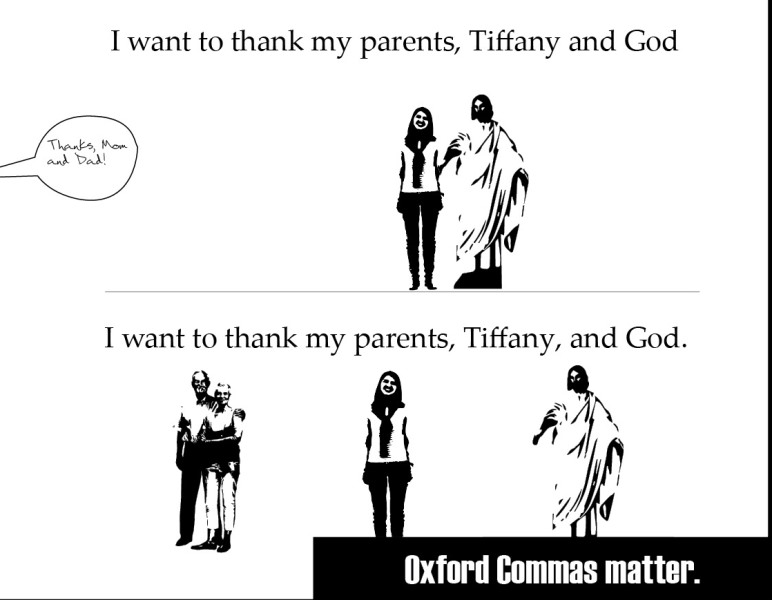 I want to thank my parents, Tiffany and God
Thanks, Mom
and Dad!
I want to thank my parents, Tiffany, and God.
Oxford Commas matter.